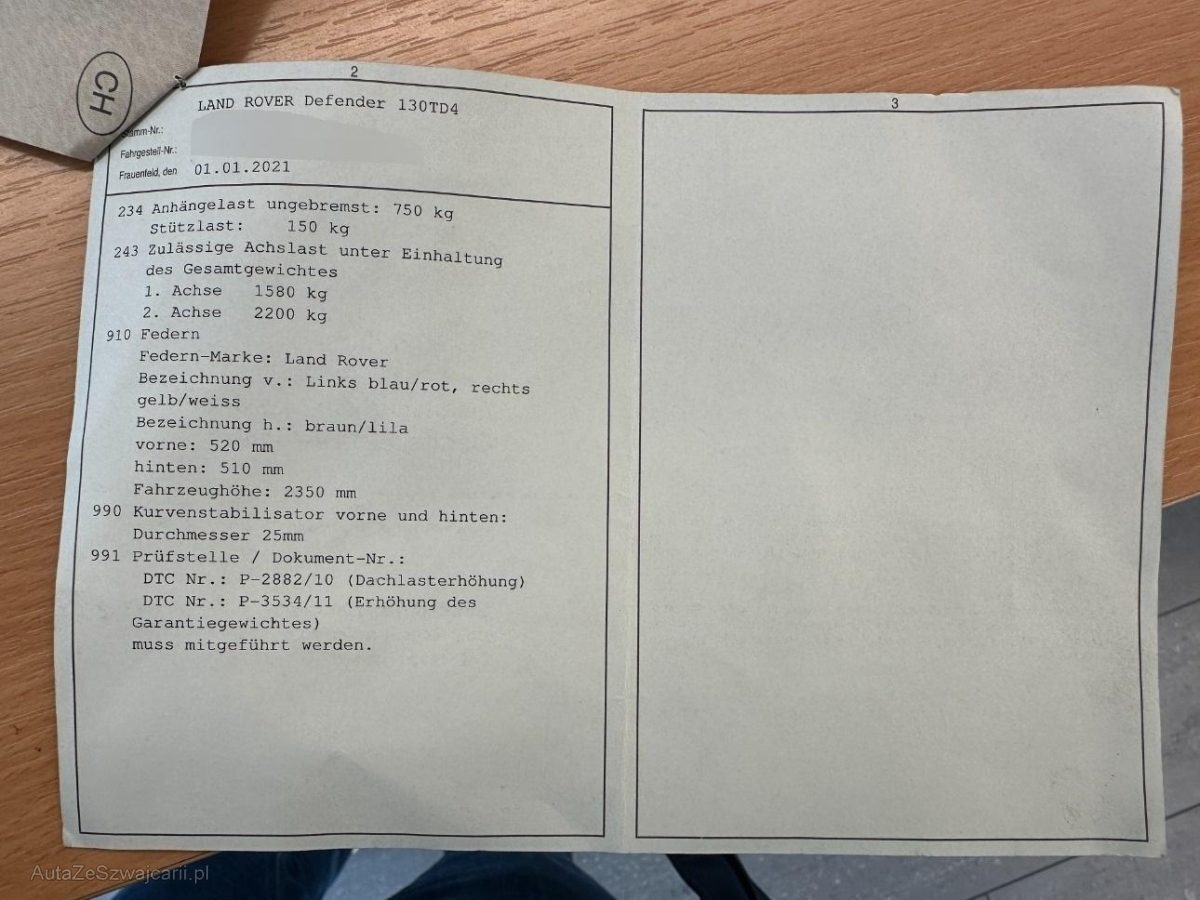 CH
2
LAND ROVER Defender 130TD4
Stamm-Nr.:
Fahrgestell-Nr.:
Frauenfeld, den 01.01.2021
234 Anhängelast ungebremst: 750 kg
Stützlast: 150 kg
243 Zulässige Achslast unter Einhaltung
des Gesamtgewichtes
1. Achse 1580 kg
2. Achse 2200 kg
910 Federn
Federn-Marke: Land Rover
Bezeichnung v.: Links blau/rot, rechts
gelb/weiss
Bezeichnung h.: braun/lila
vorne: 520 mm
hinten: 510 mm
Fahrzeughöhe: 2350 mm
990 Kurvenstabilisator vorne und hinten:
Durchmesser 25mm
991 Prüfstelle / Dokument-Nr.:
DTC Nr.: P-2882/10 (Dachlasterhöhung)
DTC Nr.: P-3534/11 (Erhöhung des
Garantiegewichtes)
muss mitgeführt werden.
3
AutaZeSzwajcarii.pl